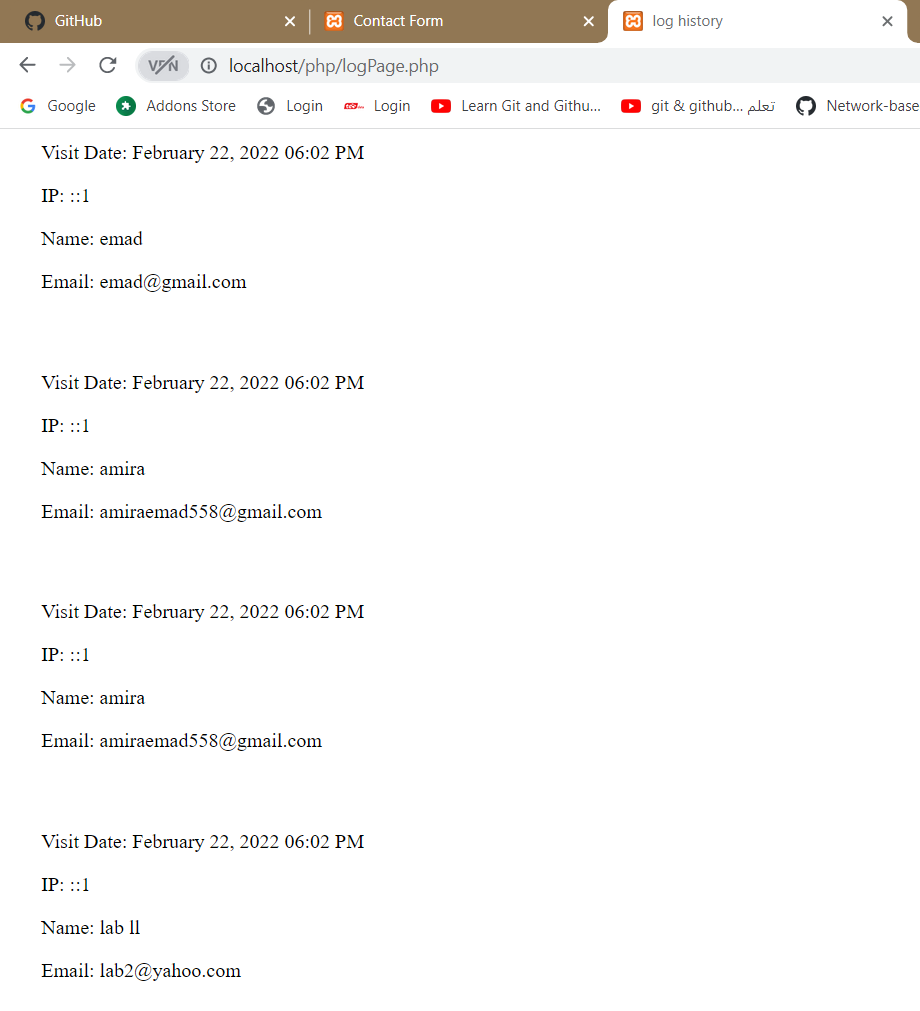 GitHub
Contact Form
log history
VPN
localhost/php/logPage.php
Google
Addons Store
Login
Login
Learn Git and Githu...
git & github... تعلم
Network-base
Visit Date: February 22, 2022 06:02 PM
IP: ::1
Name: emad
Email: emad@gmail.com
Visit Date: February 22, 2022 06:02 PM
IP: ::1
Name: amira
Email: amiraemad558@gmail.com
Visit Date: February 22, 2022 06:02 PM
IP: ::1
Name: amira
Email: amiraemad558@gmail.com
Visit Date: February 22, 2022 06:02 PM
IP: ::1
Name: lab ll
Email: lab2@yahoo.com